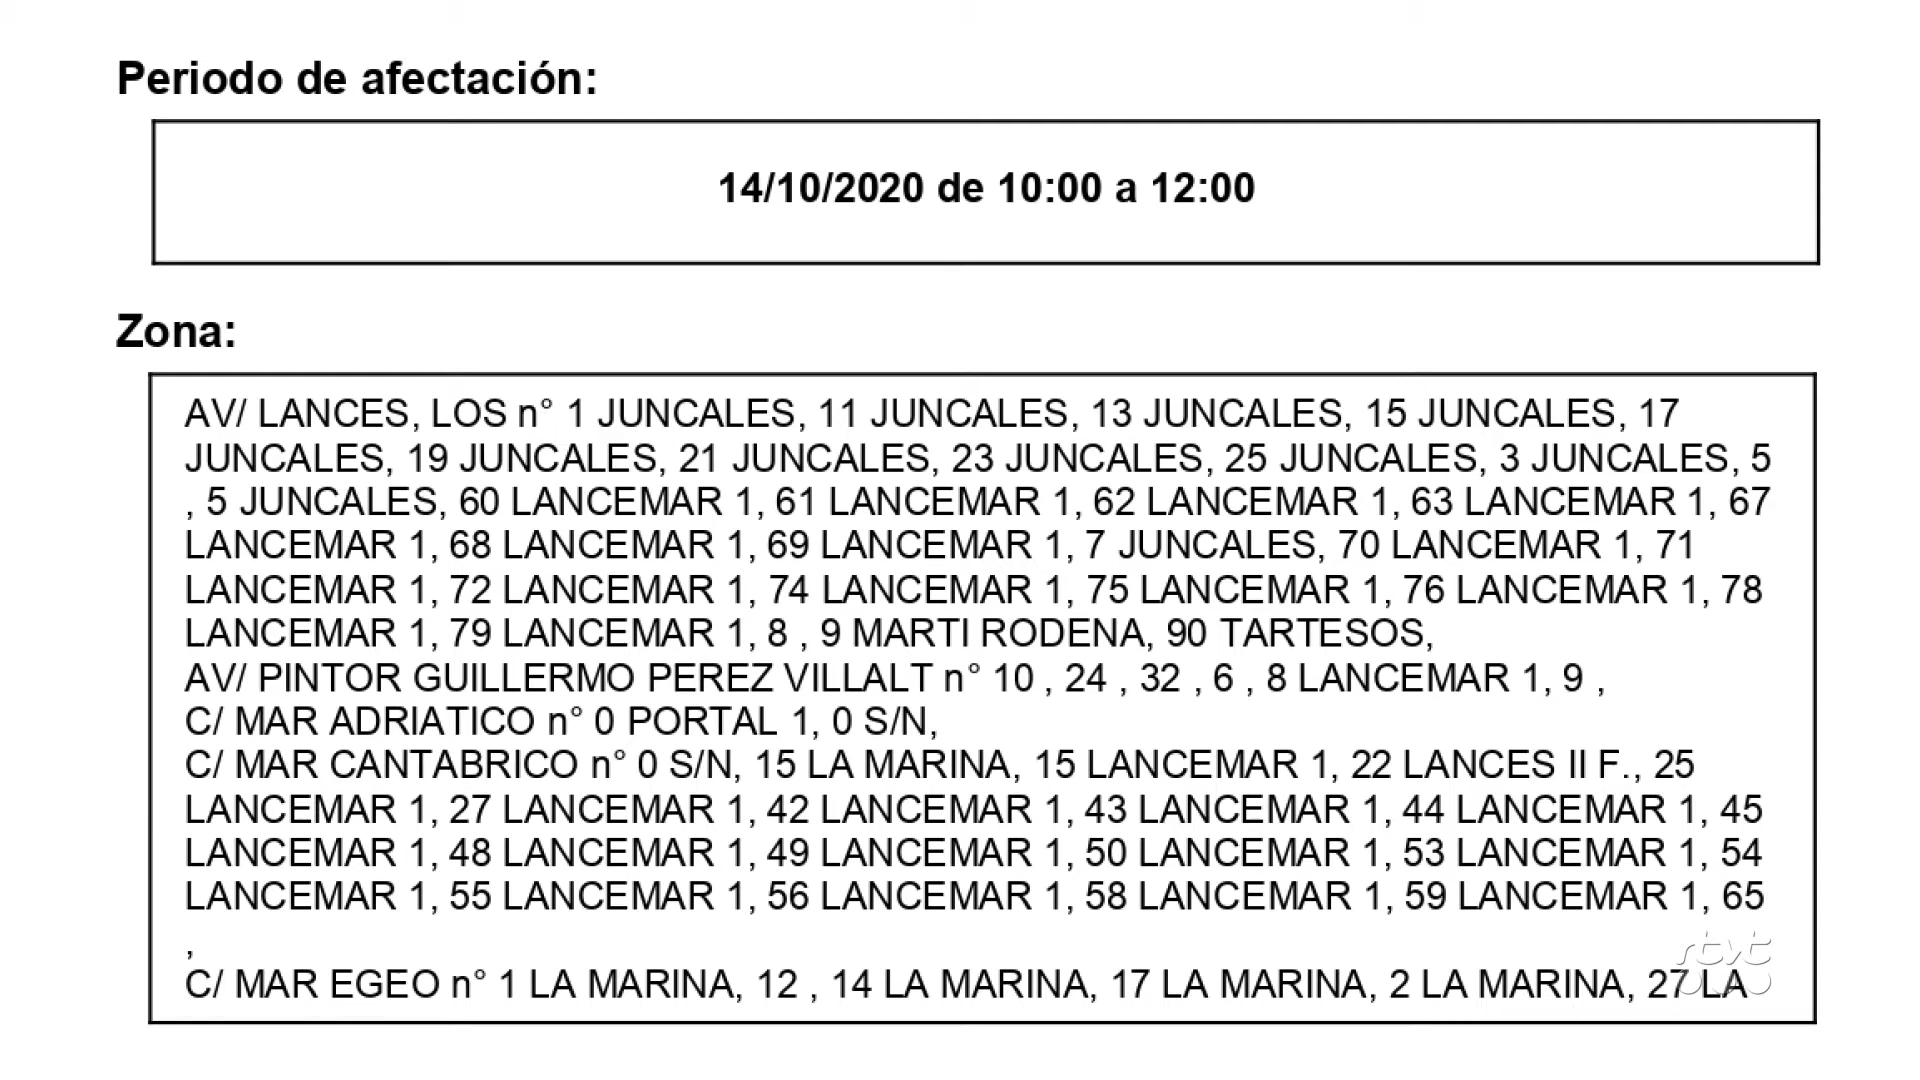 Periodo de afectación:
14/10/2020 de 10:00 a 12:00
Zona:
AV/ LANCES, LOS n° 1 JUNCALES, 11 JUNCALES, 13 JUNCALES, 15 JUNCALES, 17
JUNCALES, 19 JUNCALES, 21 JUNCALES, 23 JUNCALES, 25 JUNCALES, 3 JUNCALES, 5
, 5 JUNCALES, 60 LANCEMAR 1, 61 LANCEMAR 1, 62 LANCEMAR 1, 63 LANCEMAR 1, 67
LANCEMAR 1, 68 LANCEMAR 1, 69 LANCEMAR 1, 7 JUNCALES, 70 LANCEMAR 1, 71
LANCEMAR 1, 72 LANCEMAR 1, 74 LANCEMAR 1, 75 LANCEMAR 1, 76 LANCEMAR 1, 78
LANCEMAR 1, 79 LANCEMAR 1, 8 , 9 MARTI RODENA, 90 TARTESOS,
AV/ PINTOR GUILLERMO PEREZ VILLALT n° 10 , 24 , 32 , 6 , 8 LANCEMAR 1, 9 ,
C/ MAR ADRIATICO n° 0 PORTAL 1, 0 S/N,
C/ MAR CANTABRICO n° 0 S/N, 15 LA MARINA, 15 LANCEMAR 1, 22 LANCES II F., 25
LANCEMAR 1, 27 LANCEMAR 1, 42 LANCEMAR 1, 43 LANCEMAR 1, 44 LANCEMAR 1, 45
LANCEMAR 1, 48 LANCEMAR 1, 49 LANCEMAR 1, 50 LANCEMAR 1, 53 LANCEMAR 1, 54
LANCEMAR 1, 55 LANCEMAR 1, 56 LANCEMAR 1, 58 LANCEMAR 1, 59 LANCEMAR 1, 65
,
rtvt
C/ MAR EGEO n° 1 LA MARINA, 12 , 14 LA MARINA, 17 LA MARINA, 2 LA MARINA, 27 LA